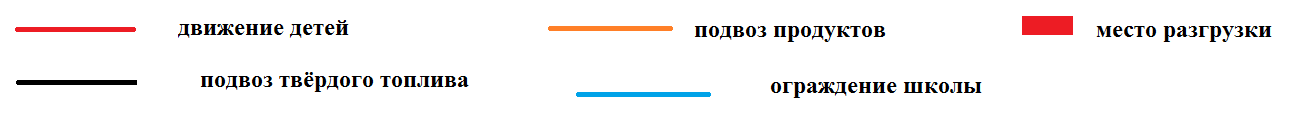 движение детей
подвоз продуктов
место разгрузки
подвоз твёрдого топлива
ограждение школы